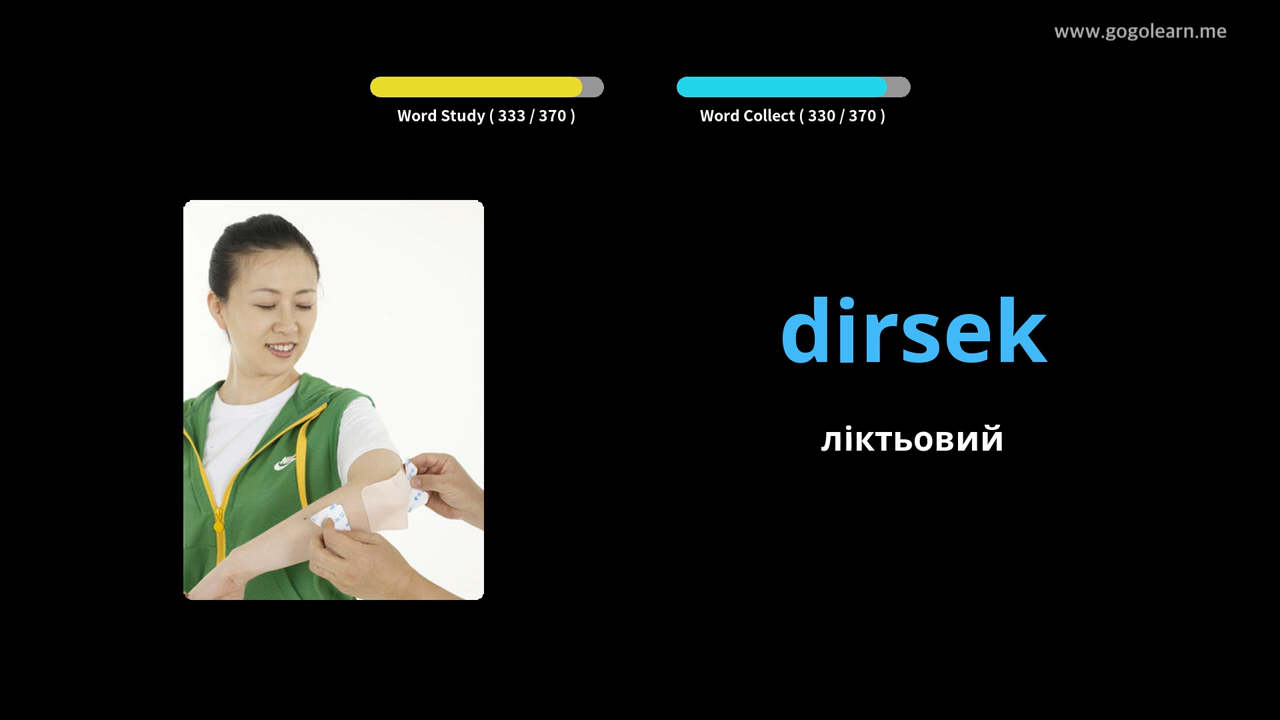 www.gogolearn.me
Word Study ( 333 / 370 )
Word Collect ( 330 / 370 )
dirsek
ліктьовий